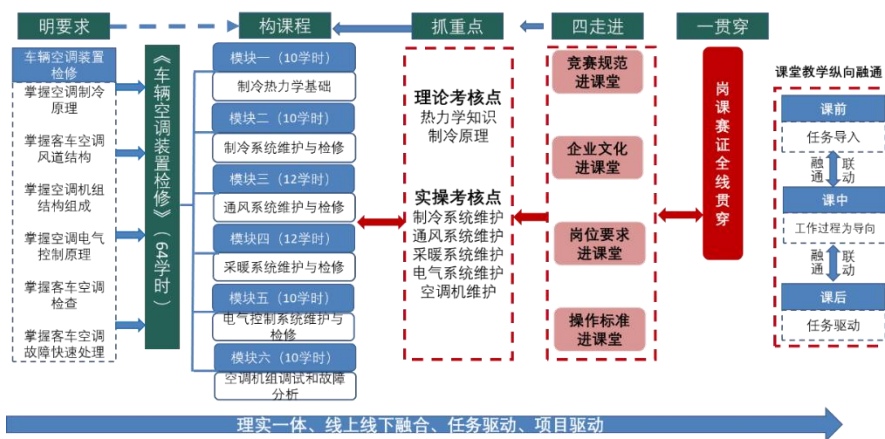 明要求
构课程
抓重点
四走进
一贯穿
车辆空调装置
检修
掌握空调制冷
原理
掌握客车空调
风道结构
掌握空调机组
结构组成
掌握空调电气
控制原理
掌握客车空调
检查
掌握客车空调
故障快速处理
《车辆空调装置检修》(64学时)
模块一（10学时）
制冷热力学基础
模块二（10学时）
制冷系统维护与检修
模块三（12学时）
通风系统维护与检修
模块四（12学时）
采暖系统维护与检修
模块五（10学时）
电气控制系统维护与
检修
模块六（10学时）
空调机组调试和故障
分析
理论考核点
热力学知识
制冷原理
实操考核点
制冷系统维护
通风系统维护
采暖系统维护
电气系统维护
空调机维护
竞赛规范
进课堂
企业文化
进课堂
岗位要求
进课堂
操作标准
进课堂
岗课赛证全线贯穿
课堂教学纵向融通
课前
任务导入
融通
联动
课中
工作过程为导向
融通
联动
课后
任务驱动
理实一体、线上线下融合、任务驱动、项目驱动